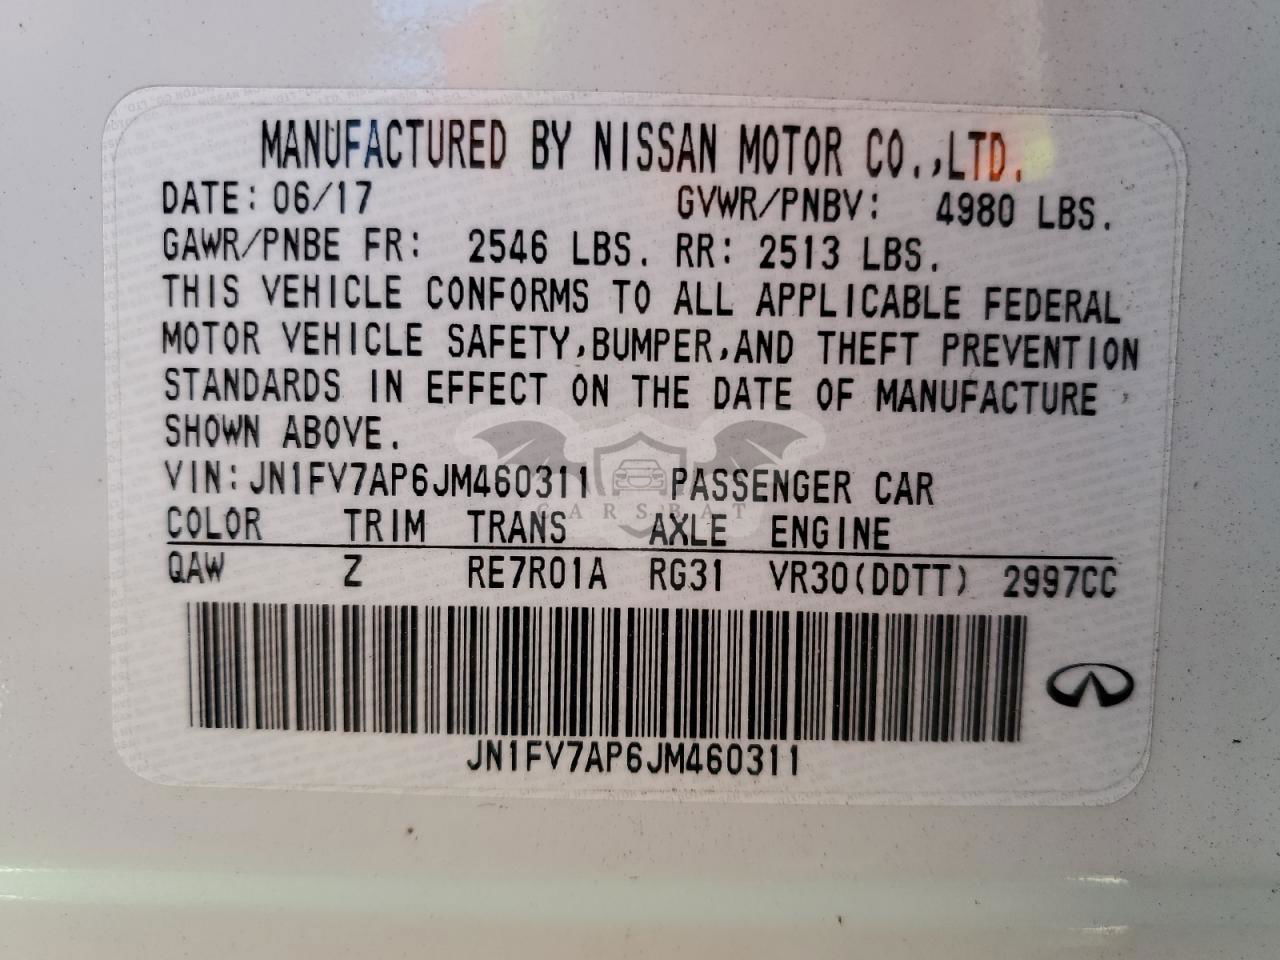 MANUFACTURED BY NISSAN MOTOR CO.,LTD.
DATE: 06/17 GVWR/PNBV: 4980 LBS.
GAWR/PNBE FR: 2546 LBS. RR: 2513 LBS.
THIS VEHICLE CONFORMS TO ALL APPLICABLE FEDERAL
MOTOR VEHICLE SAFETY,BUMPER,AND THEFT PREVENTION
STANDARDS IN EFFECT ON THE DATE OF MANUFACTURE
SHOWN ABOVE.
VIN:JN1FV7AP6JM460311 PASSENGER CAR
CARSBAT
COLOR TRIM TRANS AXLE ENGINE
QAW Z RE7R01A RG31 VR30(DDTT) 2997CC
JN1FV7AP6JM460311